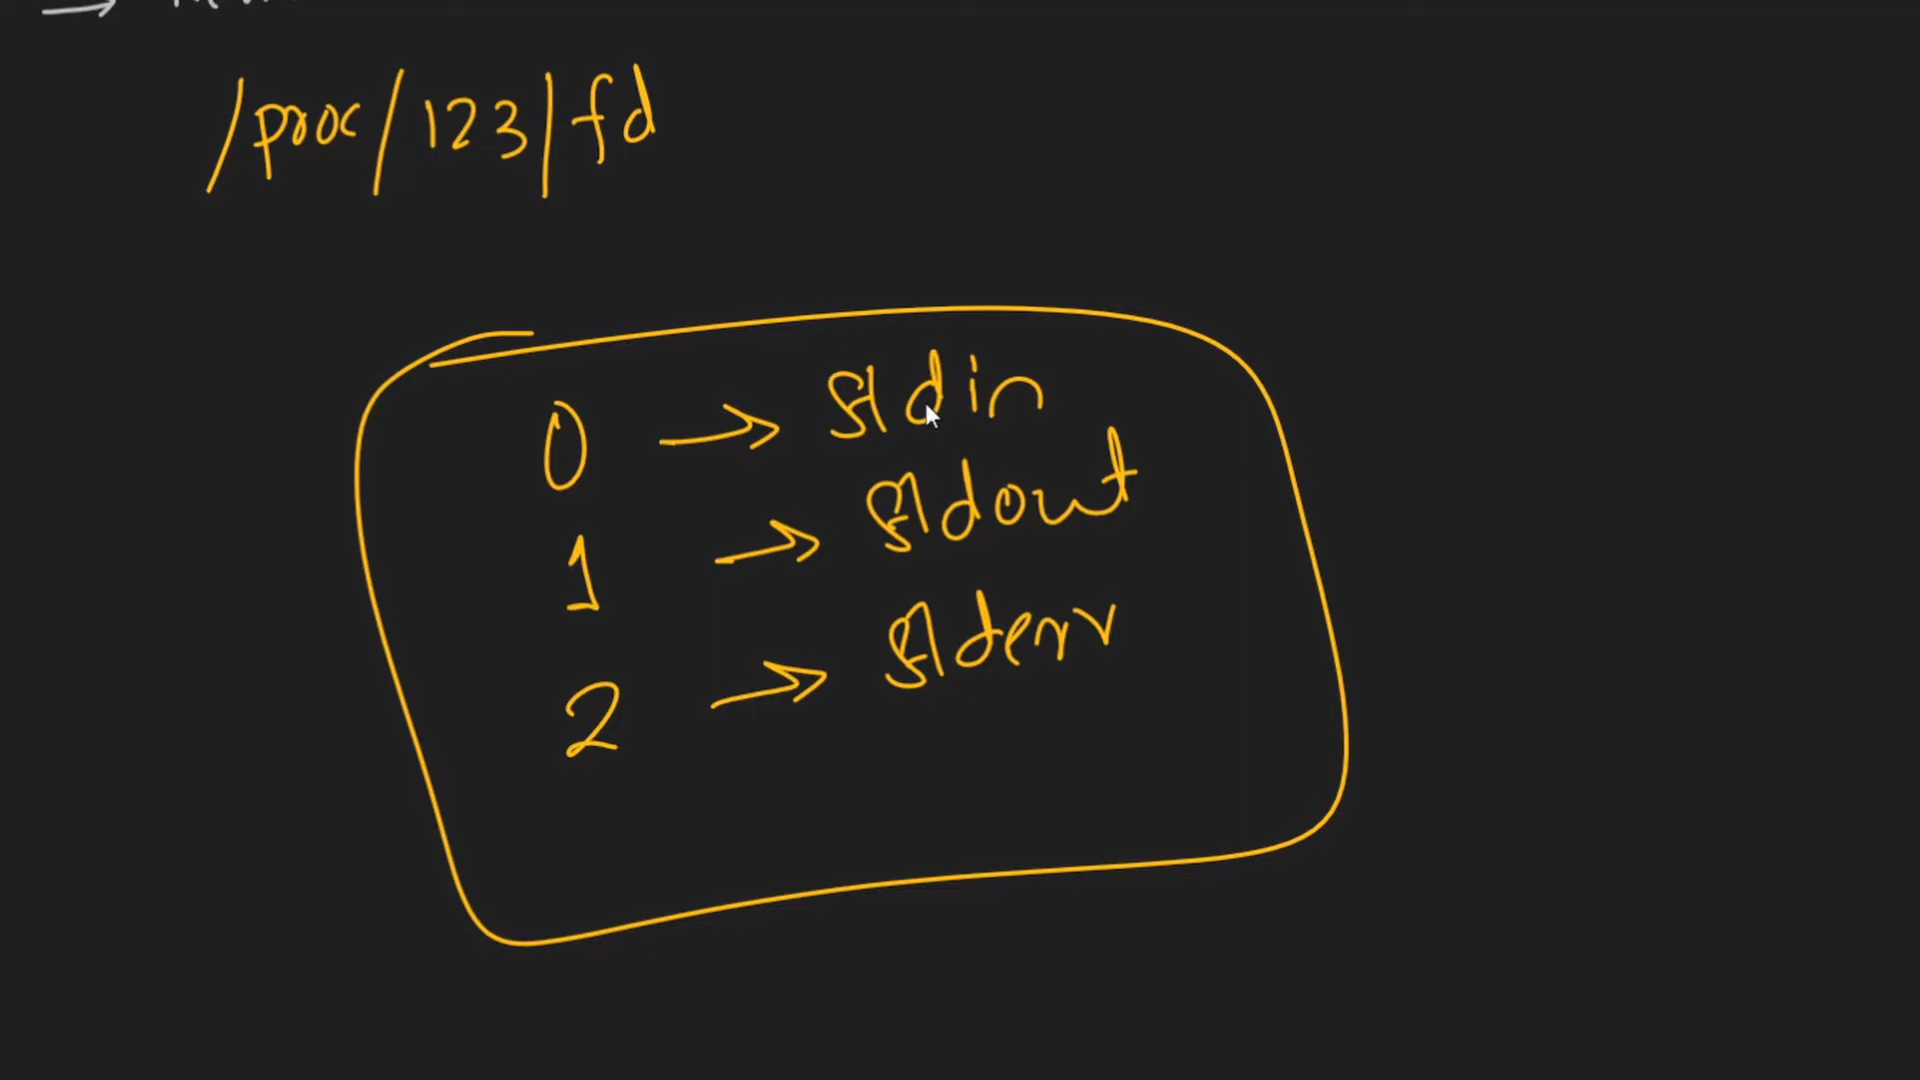 /proc/123/fd
0 → stdin
1 → stdout
2 → stderr